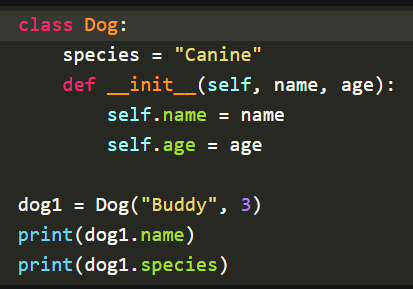 class Dog:
    species = "Canine"
    def __init__(self, name, age):
        self.name = name
        self.age = age

dog1 = Dog("Buddy", 3)
print(dog1.name)
print(dog1.species)